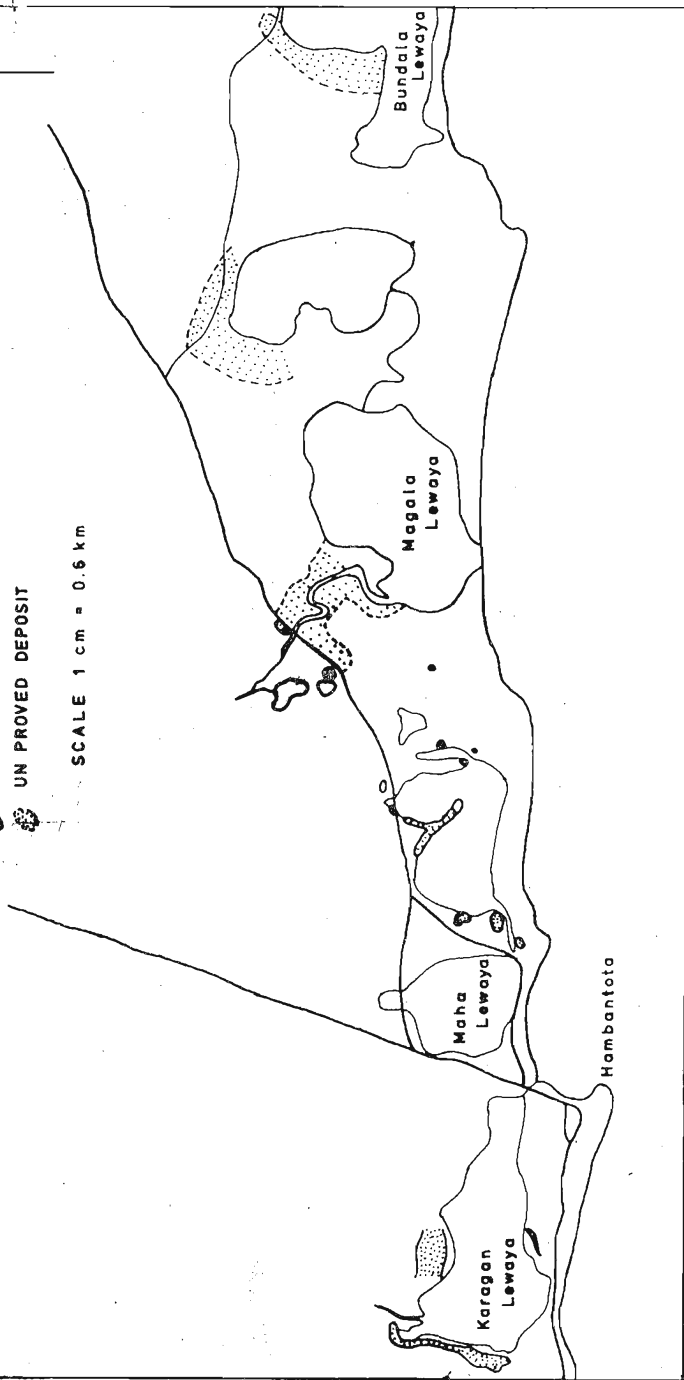 UN PROVED DEPOSIT
SCALE 1 cm = 0.6 km
Bundala
Lewaya
Magala
Lewaya
Maha
Lewaya
Hambantota
Karagan
Lewaya